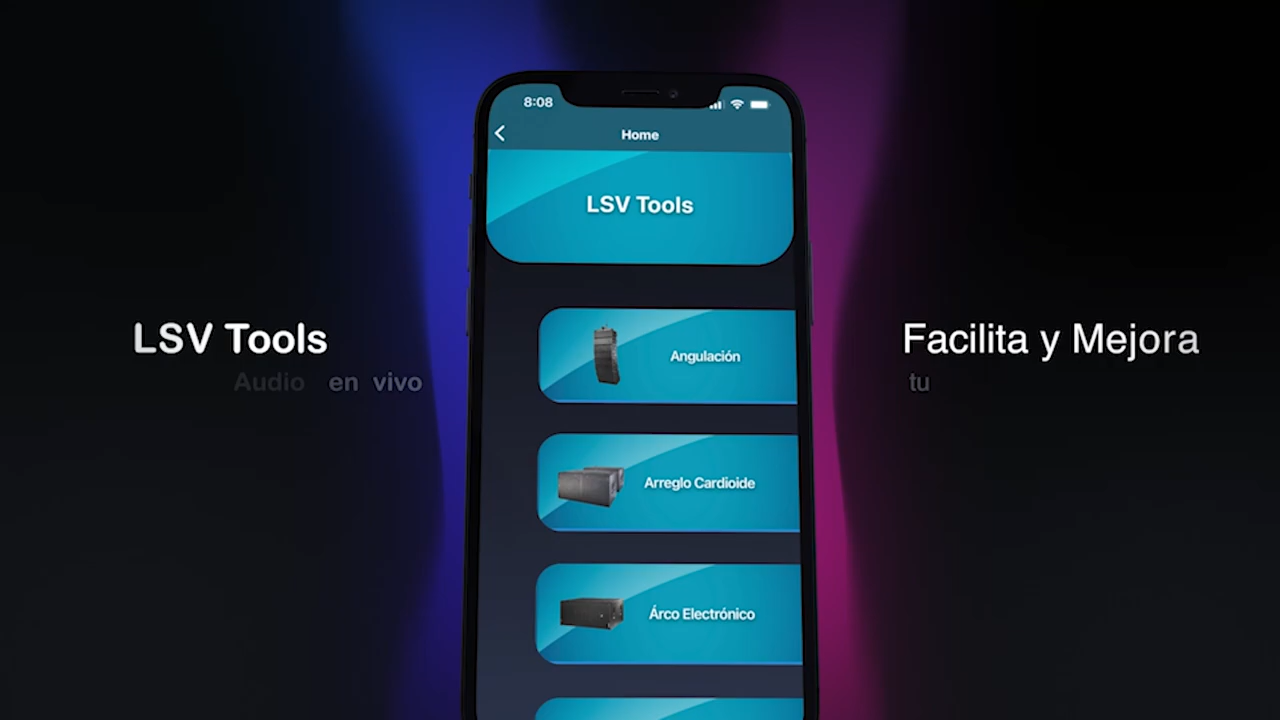 8:08
Home
LSV Tools
Angulación
Arreglo Cardioide
Árco Electrónico
LSV Tools
Audio en vivo
Facilita y Mejora
tu